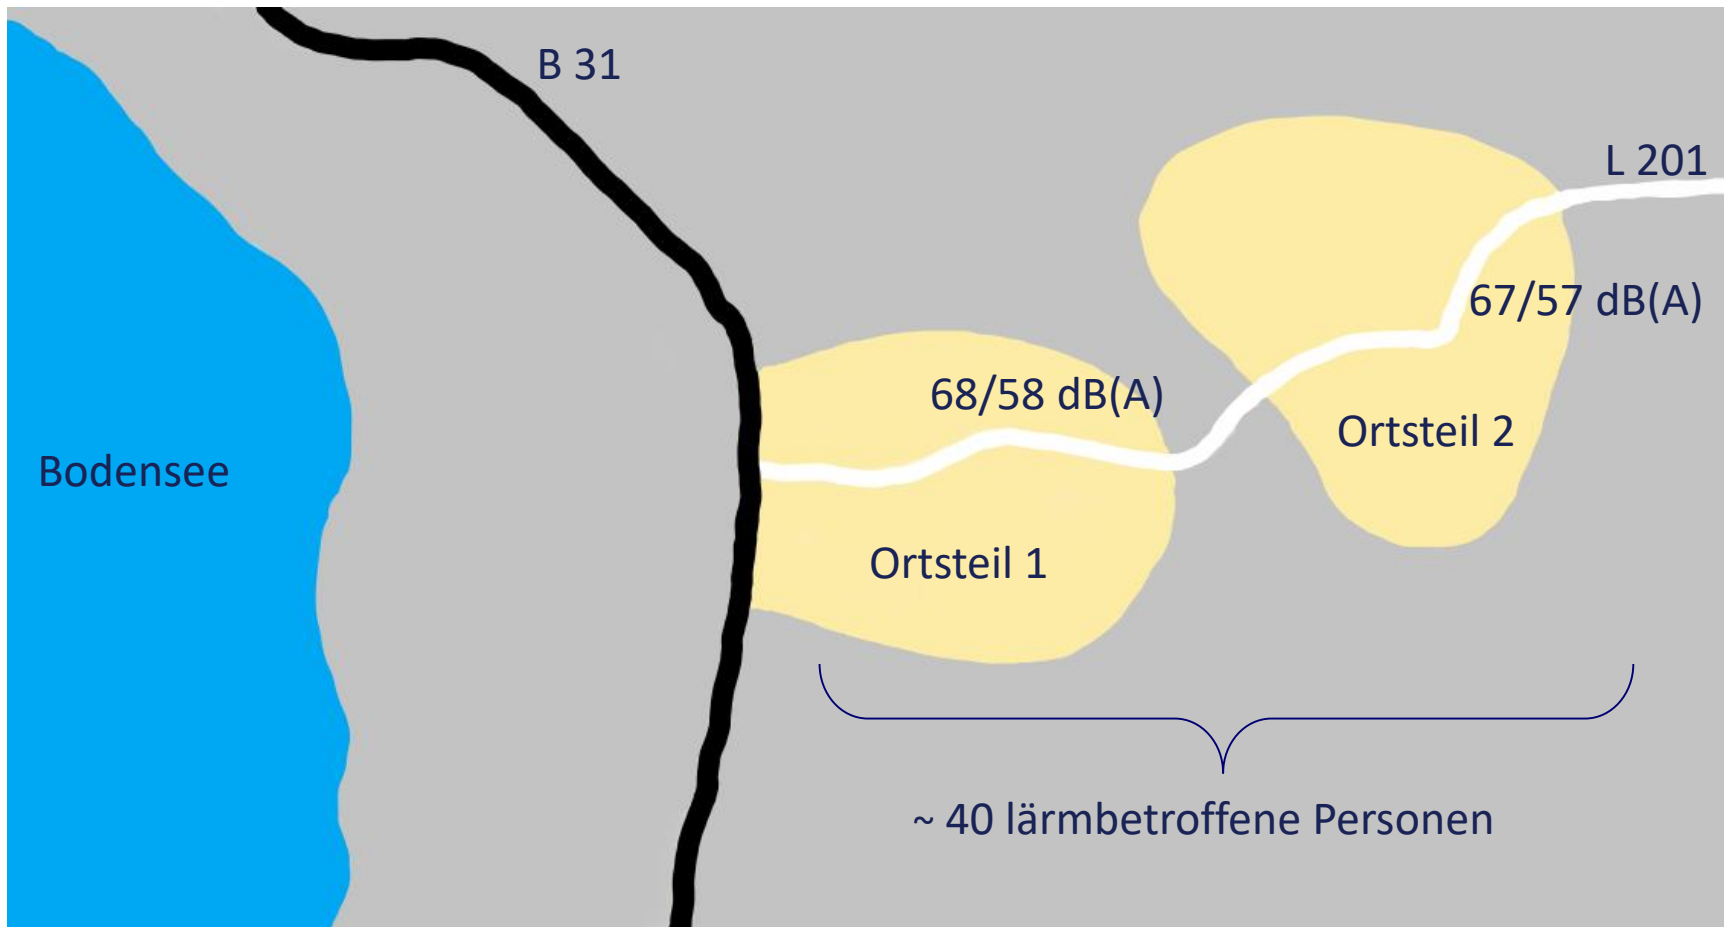 B 31
L 201
67/57 dB(A)
68/58 dB(A)
Ortsteil 2
Bodensee
Ortsteil 1
~ 40 lärmbetroffene Personen